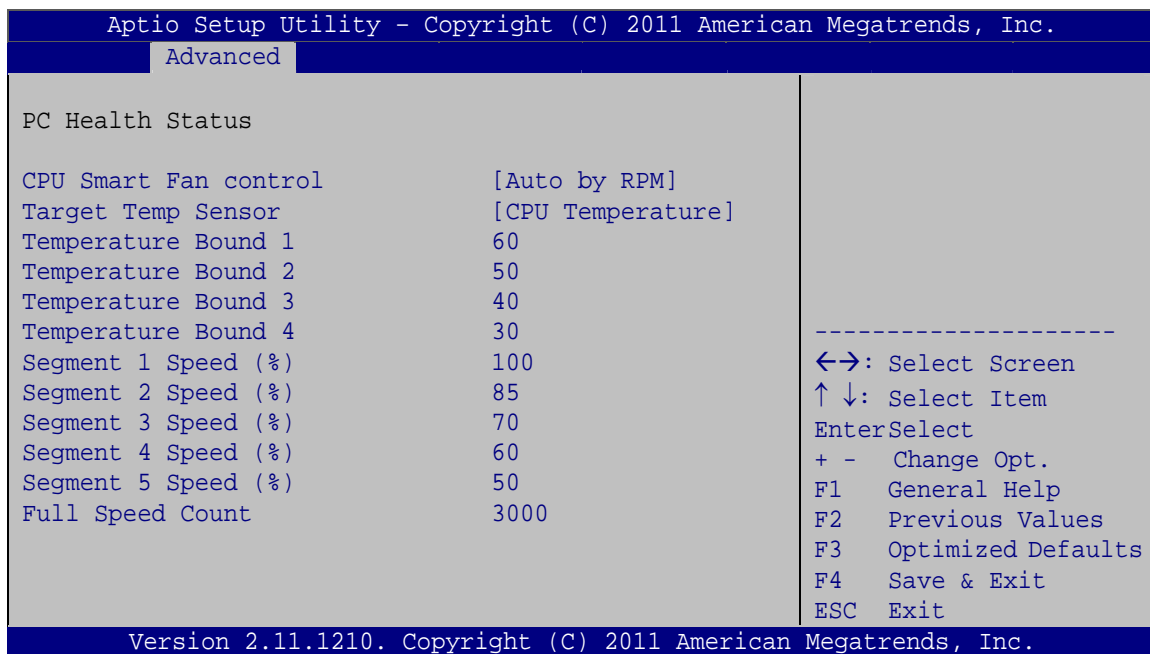 Aptio Setup Utility – Copyright (C) 2011 American Megatrends, Inc.
Advanced
PC Health Status
CPU Smart Fan control [Auto by RPM]
Target Temp Sensor [CPU Temperature]
Temperature Bound 1 60
Temperature Bound 2 50
Temperature Bound 3 40
Temperature Bound 4 30
Segment 1 Speed (%) 100
Segment 2 Speed (%) 85
Segment 3 Speed (%) 70
Segment 4 Speed (%) 60
Segment 5 Speed (%) 50
Full Speed Count 3000
---------------------
←→: Select Screen
↑ ↓: Select Item
EnterSelect
+ - Change Opt.
F1 General Help
F2 Previous Values
F3 Optimized Defaults
F4 Save & Exit
ESC Exit
Version 2.11.1210. Copyright (C) 2011 American Megatrends, Inc.